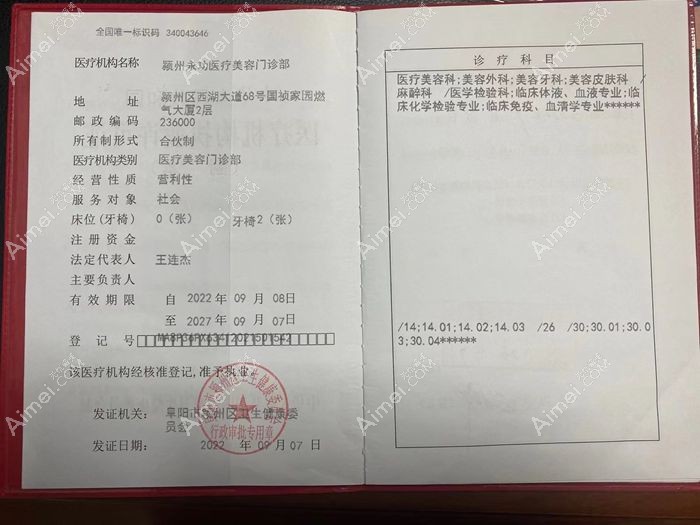 全国唯一标识码 340043646
医疗机构名称 颍州永功医疗美容门诊部
地 址 颍州区西湖大道68号国祯家园燃
气大厦2层
邮政编码 236000
所有制形式 合伙制
医疗机构类别 医疗美容门诊部
经营性质 营利性
服务对象 社会
床位(牙椅) 0(张) 牙椅2(张)
注册资金
法定代表人 王连杰
主要负责人
有效期限 自 2022 年 09 月 08日
至 2027 年 09 月 07日
登记号
该医疗机构经核准登记,准予执业。
发证机关: 阜阳市颍州区卫生健康委
员会
发证日期: 2022 年 09 月 07 日
行政审批专用章
诊疗科目
医疗美容科;美容外科;美容牙科;美容皮肤科 /
麻醉科 /医学检验科;临床体液、血液专业;临
床化学检验专业;临床免疫、血清学专业******
/14;14.01;14.02;14.03 /26 /30;30.01;30.0
3;30.04******
Aimei.COM